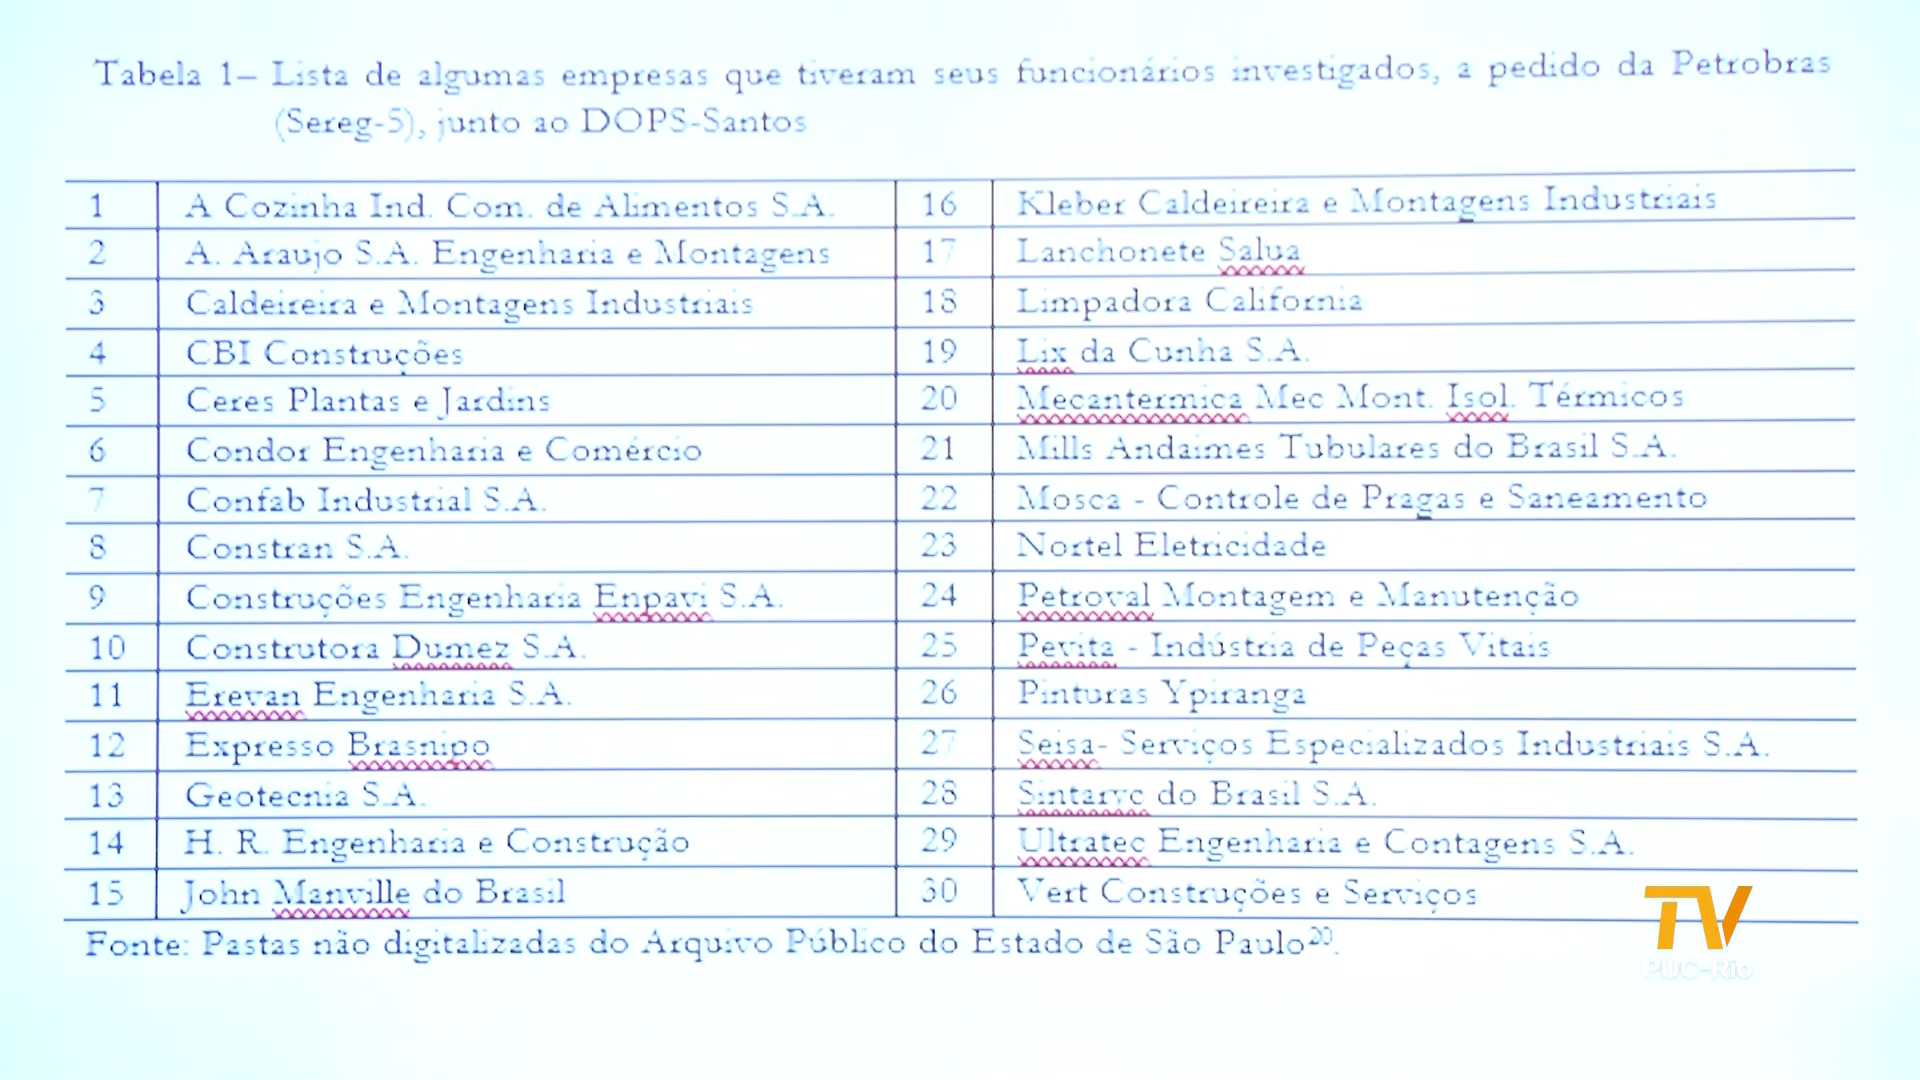 Tabela 1– Lista de algumas empresas que tiveram seus funcionários investigados, a pedido da Petrobras
(Sereg-5), junto ao DOPS-Santos
1 A Cozinha Ind. Com. de Alimentos S.A. 16 Kleber Caldeireira e Montagens Industriais
2 A. Araujo S.A. Engenharia e Montagens 17 Lanchonete Salua
3 Caldeireira e Montagens Industriais 18 Limpadora California
4 CBI Construções 19 Lix da Cunha S.A.
5 Ceres Plantas e Jardins 20 Mecantermica Mec Mont. Isol. Térmicos
6 Condor Engenharia e Comércio 21 Mills Andaimes Tubulares do Brasil S.A.
7 Confab Industrial S.A. 22 Mosca - Controle de Pragas e Saneamento
8 Constran S.A. 23 Nortel Eletricidade
9 Construções Engenharia Enpavi S.A. 24 Petroval Montagem e Manutenção
10 Construtora Dumez S.A. 25 Pevita - Indústria de Peças Vitais
11 Erevan Engenharia S.A. 26 Pinturas Ypiranga
12 Expresso Brasnipo 27 Seisa- Serviços Especializados Industriais S.A.
13 Geotecnia S.A. 28 Sintaryc do Brasil S.A.
14 H. R. Engenharia e Construção 29 Ultratec Engenharia e Contagens S.A.
15 John Manville do Brasil 30 Vert Construções e Serviços
Fonte: Pastas não digitalizadas do Arquivo Público do Estado de São Paulo20.
TV
PUC-Rio